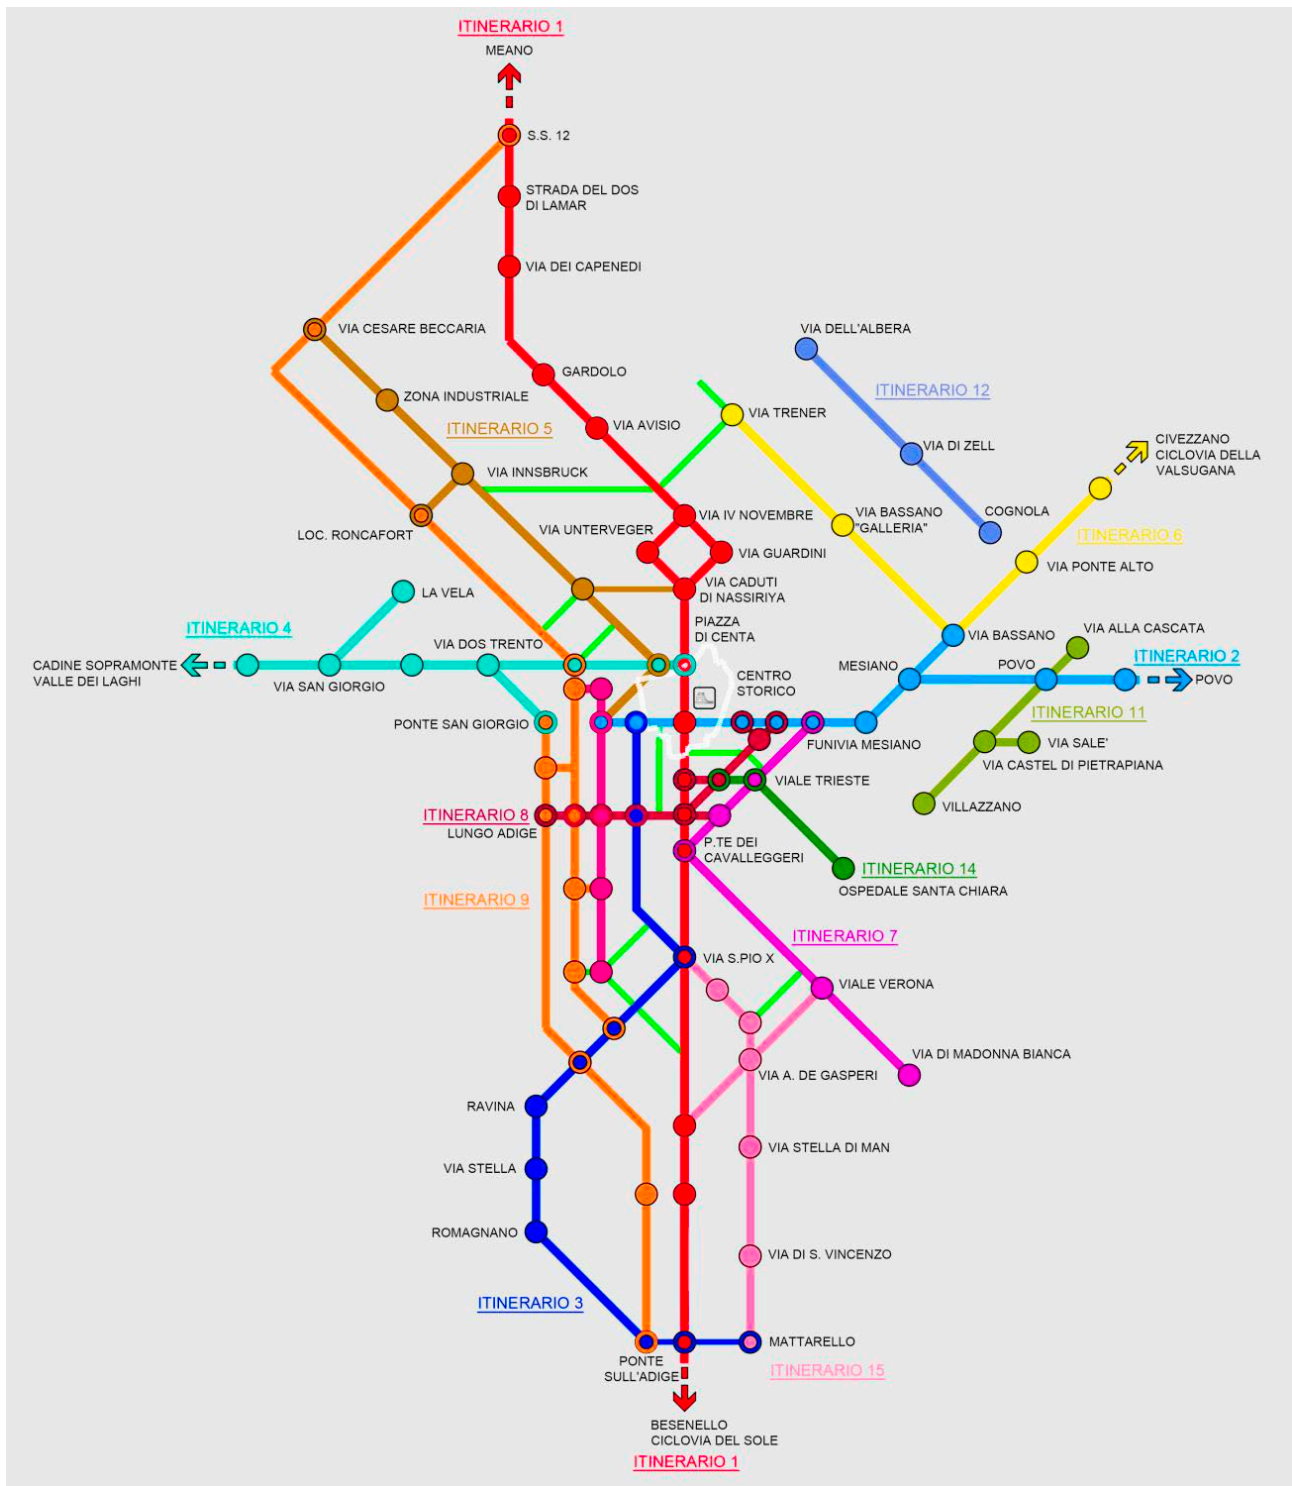 ITINERARIO 1
MEANO
S.S. 12
STRADA DEL DOS
DI LAMAR
VIA DEI CAPENEDI
VIA CESARE BECCARIA
VIA DELL'ALBERA
GARDOLO
ZONA INDUSTRIALE
ITINERARIO 12
VIA TRENER
ITINERARIO 5
VIA AVISIO
VIA DI ZELL
CIVEZZANO
CICLOVIA DELLA
VALSUGANA
VIA INNSBRUCK
VIA IV NOVEMBRE
VIA BASSANO
"GALLERIA"
COGNOLA
LOC. RONCAFORT
VIA UNTERVEGER
ITINERARIO 6
VIA GUARDINI
VIA PONTE ALTO
LA VELA
VIA CADUTI
DI NASSIRIYA
ITINERARIO 4
PIAZZA
DI CENTA
VIA BASSANO
VIA ALLA CASCATA
VIA DOS TRENTO
ITINERARIO 2
CADINE SOPRAMONTE
VALLE DEI LAGHI
MESIANO
POVO
POVO
VIA SAN GIORGIO
CENTRO
STORICO
ITINERARIO 11
PONTE SAN GIORGIO
FUNIVIA MESIANO
VIA SALE'
VIA CASTEL DI PIETRAPIANA
VIALE TRIESTE
VILLAZZANO
ITINERARIO 8
LUNGO ADIGE
P.TE DEI
CAVALLEGGERI
ITINERARIO 14
OSPEDALE SANTA CHIARA
ITINERARIO 9
ITINERARIO 7
VIA S.PIO X
VIALE VERONA
VIA DI MADONNA BIANCA
VIA A. DE GASPERI
RAVINA
VIA STELLA DI MAN
VIA STELLA
ROMAGNANO
VIA DI S. VINCENZO
ITINERARIO 3
MATTARELLO
PONTE
SULL'ADIGE
ITINERARIO 15
BESENELLO
CICLOVIA DEL SOLE
ITINERARIO 1